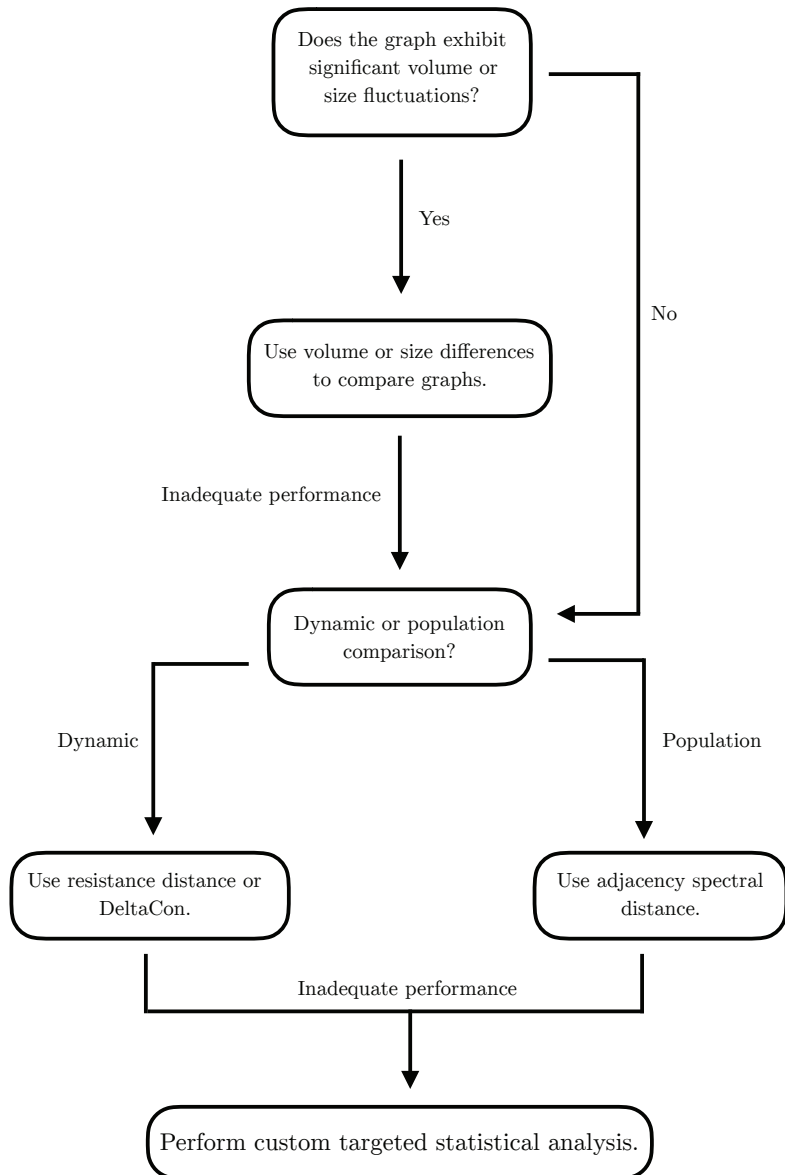 Does the graph exhibit
significant volume or
size fluctuations?
Yes
No
Use volume or size differences
to compare graphs.
Inadequate performance
Dynamic or population
comparison?
Dynamic
Population
Use resistance distance or
DeltaCon.
Use adjacency spectral
distance.
Inadequate performance
Perform custom targeted statistical analysis.